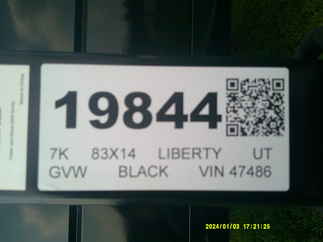 19844
7K 83X14 LIBERTY UT
GVW BLACK VIN 47486
2024/01/03 17:21:25